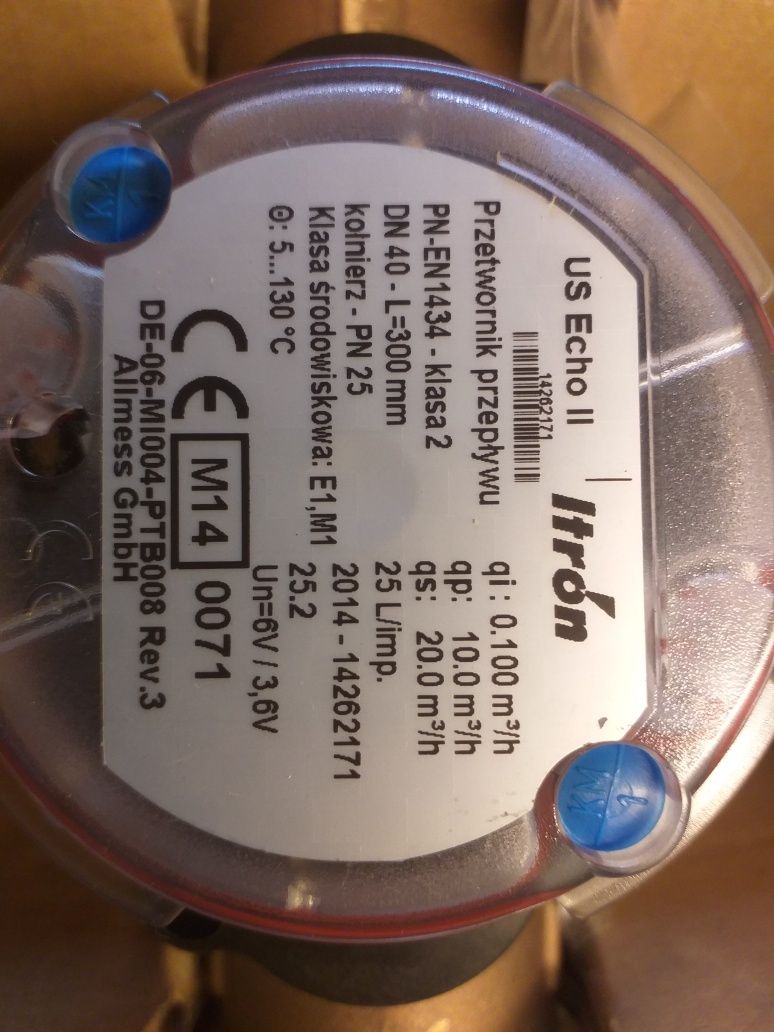 US Echo II
Itrón
14262171
Przetwornik przepływu
PN-EN1434 - klasa 2
DN 40 - L=300 mm
kołnierz - PN 25
Klasa środowiskowa: E1,M1
Θ: 5...130 °C
qi : 0.100 m³/h
qp: 10.0 m³/h
qs: 20.0 m³/h
25 L/imp.
2014 - 14262171
25.2
Un=6V / 3,6V
CE M14 0071
DE-06-MI004-PTB008 Rev.3
Allmess GmbH